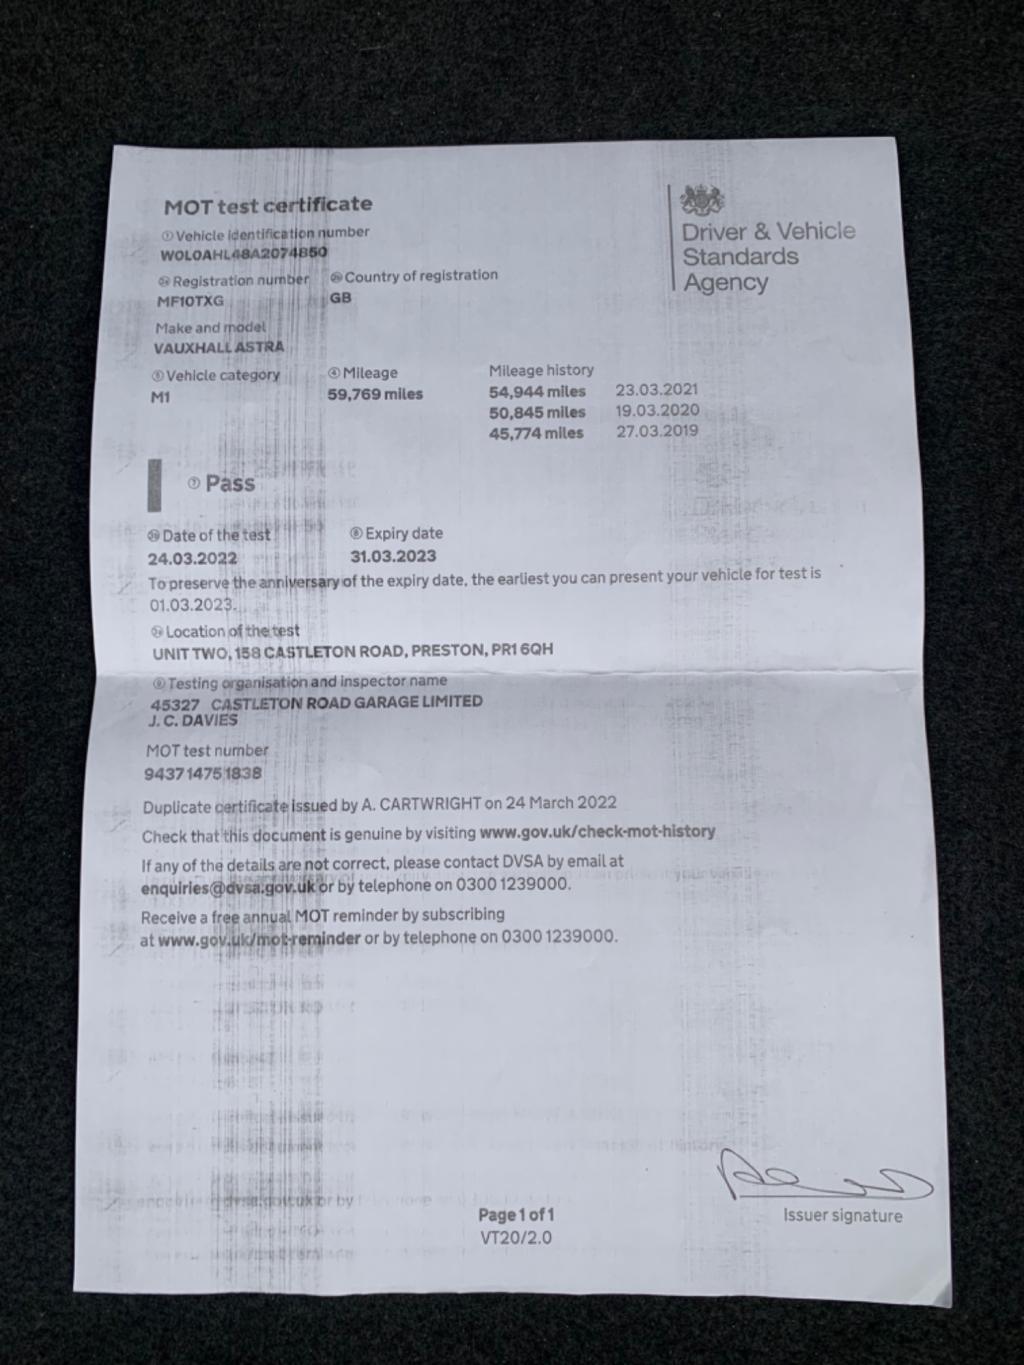 MOT test certificate
① Vehicle identification number
W0L0AHL48A2074850
Registration number
MF10TXG
Country of registration
GB
Make and model
VAUXHALL ASTRA
⑤ Vehicle category
M1
④ Mileage
59,769 miles
Mileage history
54,944 miles 23.03.2021
50,845 miles 19.03.2020
45,774 miles 27.03.2019
Driver & Vehicle
Standards
Agency
⑦ Pass
Date of the test
24.03.2022
⑧ Expiry date
31.03.2023
To preserve the anniversary of the expiry date, the earliest you can present your vehicle for test is
01.03.2023.
Location of the test
UNIT TWO, 158 CASTLETON ROAD, PRESTON, PR1 6QH
⑥ Testing organisation and inspector name
45327 CASTLETON ROAD GARAGE LIMITED
J. C. DAVIES
MOT test number
9437 1475 1838
Duplicate certificate issued by A. CARTWRIGHT on 24 March 2022
Check that this document is genuine by visiting www.gov.uk/check-mot-history
If any of the details are not correct, please contact DVSA by email at
enquiries@dvsa.gov.uk or by telephone on 0300 1239000.
Receive a free annual MOT reminder by subscribing
at www.gov.uk/mot-reminder or by telephone on 0300 1239000.
Page 1 of 1
VT20/2.0
Issuer signature